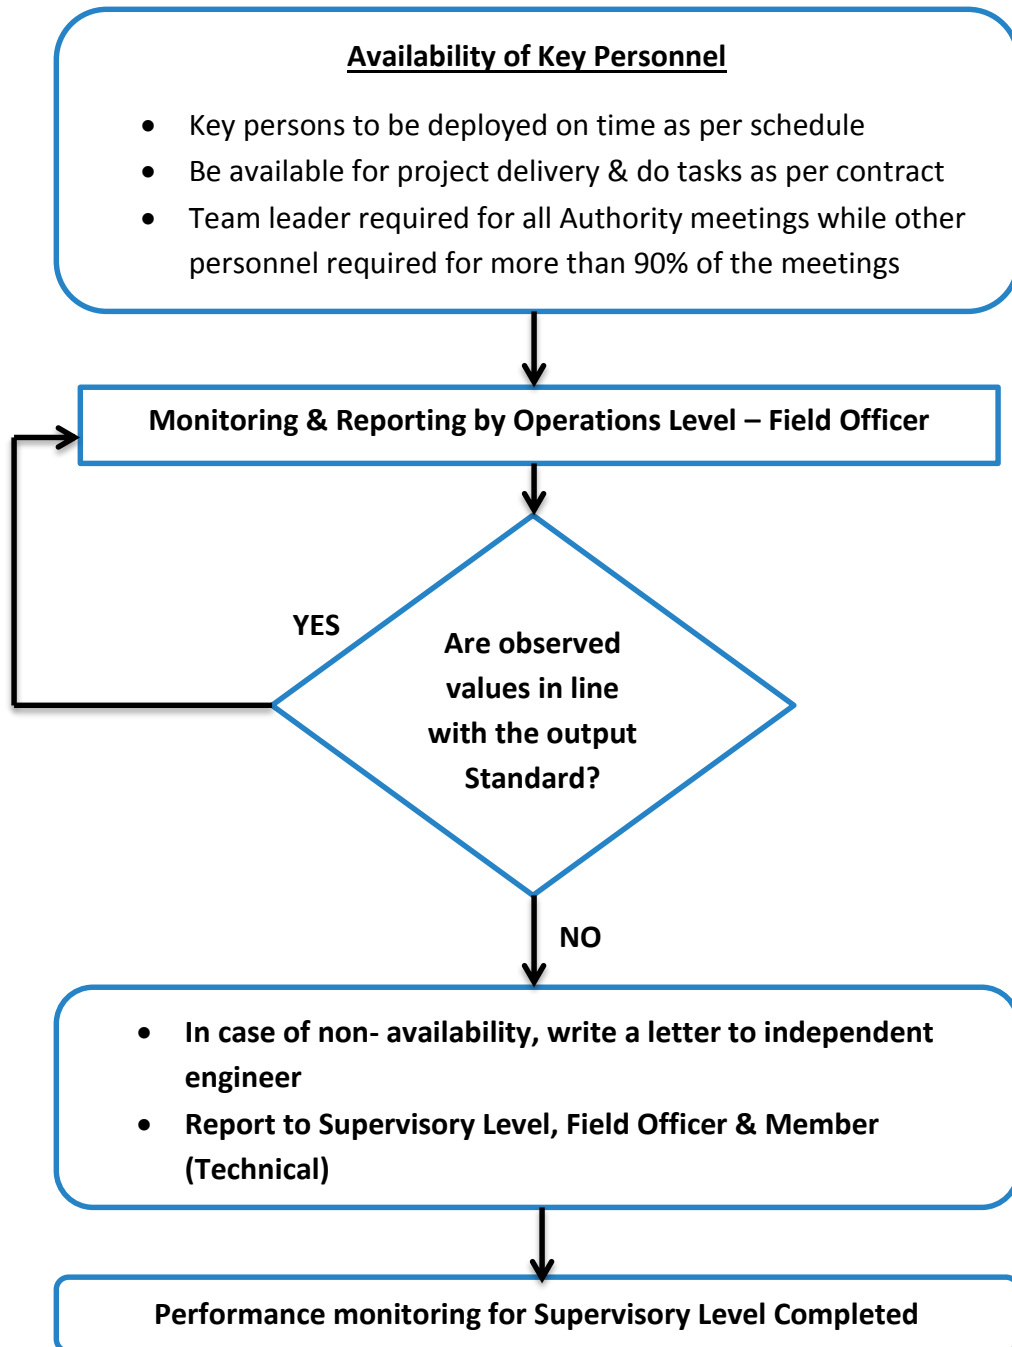 Availability of Key Personnel
• Key persons to be deployed on time as per schedule
• Be available for project delivery & do tasks as per contract
• Team leader required for all Authority meetings while other
personnel required for more than 90% of the meetings
Monitoring & Reporting by Operations Level – Field Officer
YES
Are observed
values in line
with the output
Standard?
NO
• In case of non- availability, write a letter to independent
engineer
• Report to Supervisory Level, Field Officer & Member
(Technical)
Performance monitoring for Supervisory Level Completed